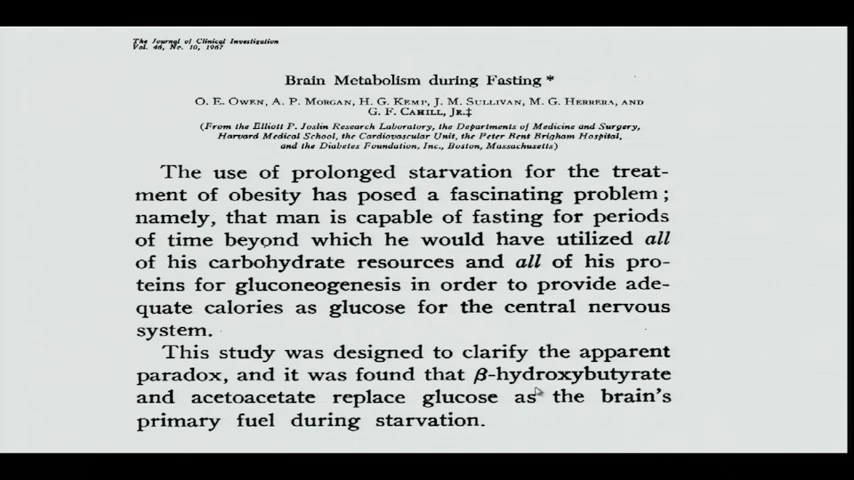 The Journal of Clinical Investigation
Vol. 46, No. 10, 1967
Brain Metabolism during Fasting *
O. E. Owen, A. P. Morgan, H. G. Kemp, J. M. Sullivan, M. G. Herrera, and
G. F. Cahill, Jr.‡
(From the Elliott P. Joslin Research Laboratory, the Departments of Medicine and Surgery,
Harvard Medical School, the Cardiovascular Unit, the Peter Bent Brigham Hospital,
and the Diabetes Foundation, Inc., Boston, Massachusetts)
The use of prolonged starvation for the treat-
ment of obesity has posed a fascinating problem;
namely, that man is capable of fasting for periods
of time beyond which he would have utilized all
of his carbohydrate resources and all of his pro-
teins for gluconeogenesis in order to provide ade-
quate calories as glucose for the central nervous
system.
This study was designed to clarify the apparent
paradox, and it was found that β-hydroxybutyrate
and acetoacetate replace glucose as the brain's
primary fuel during starvation.